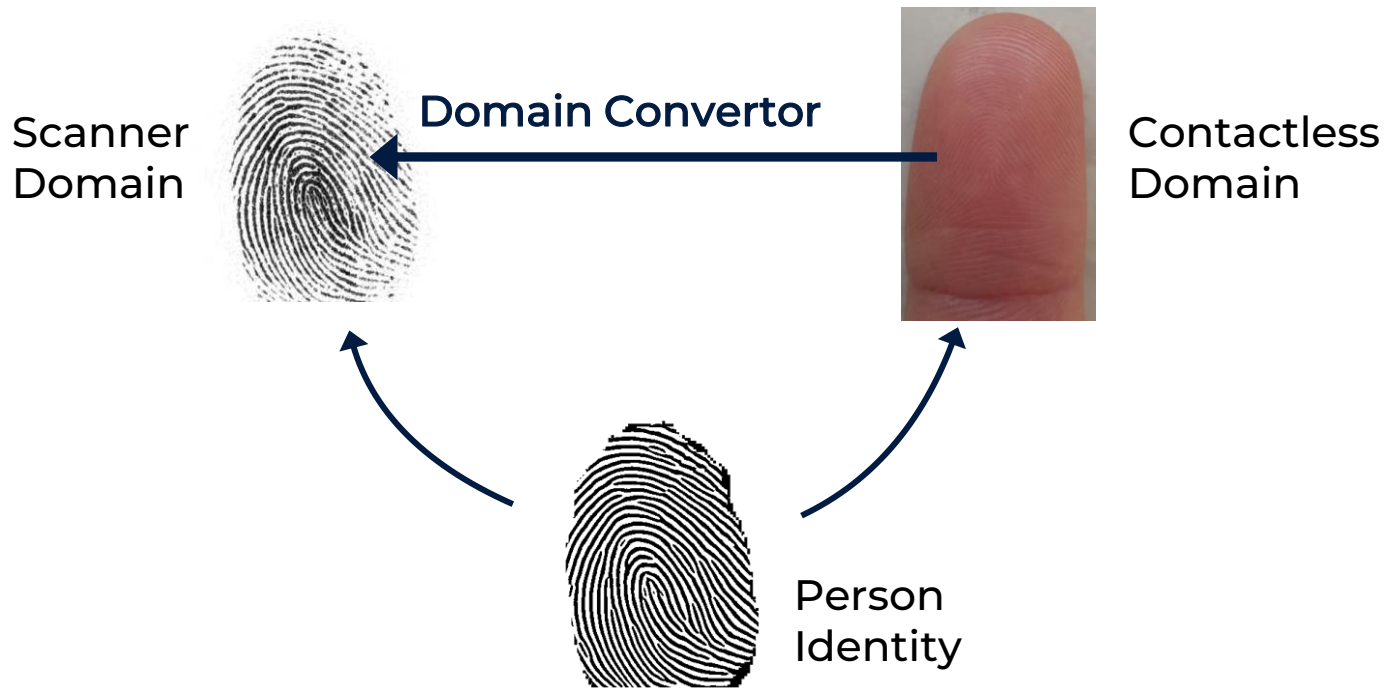 Domain Convertor
Scanner
Domain
Contactless
Domain
Person
Identity